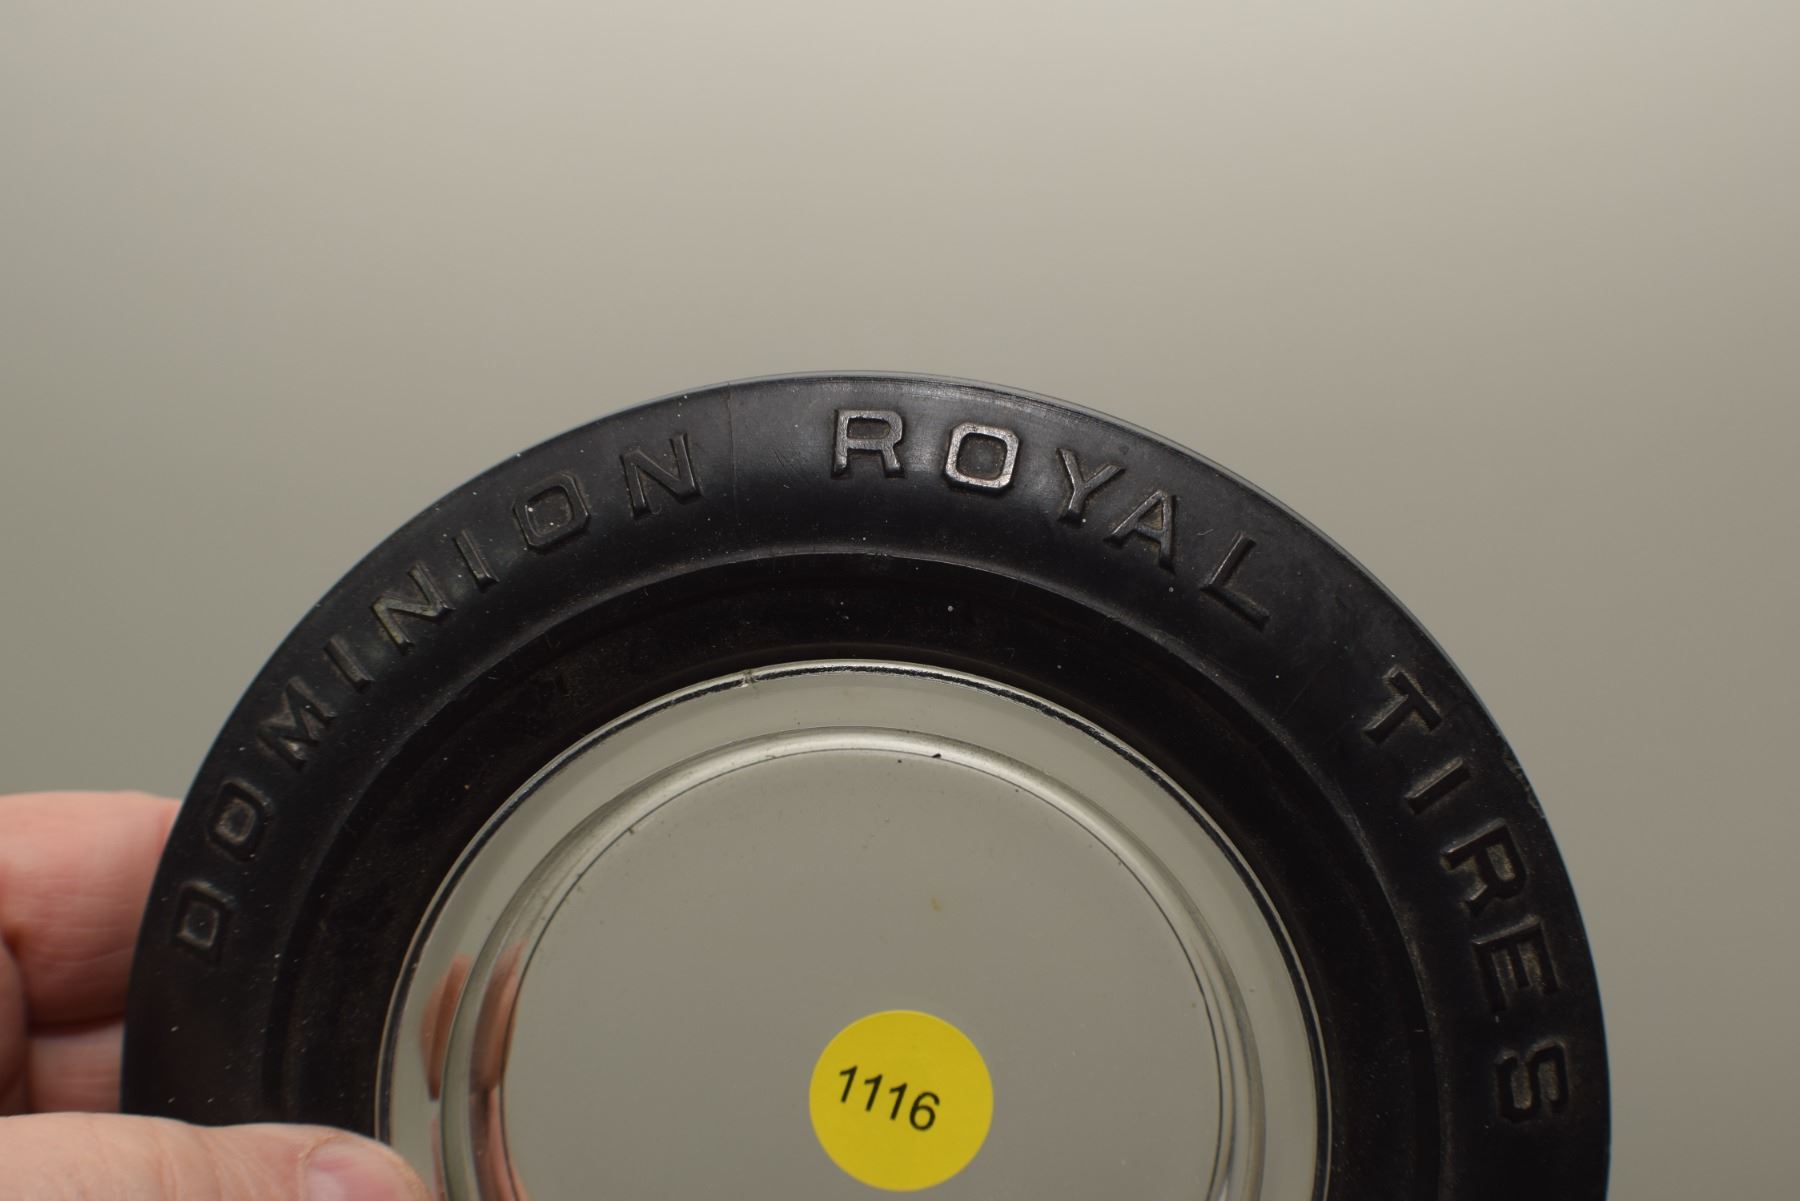 DOMINION ROYAL TIRES
1116